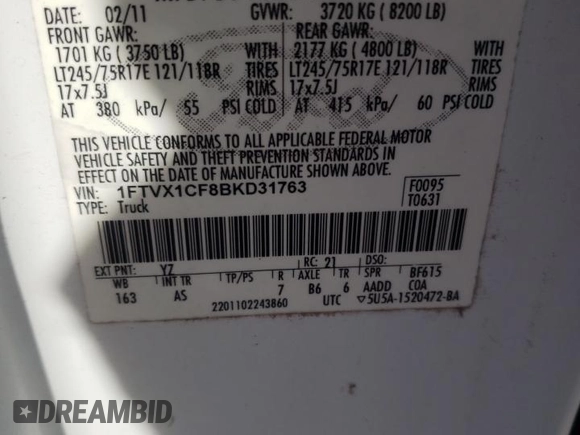 DATE: 02/11 GVWR: 3720 KG ( 8200 LB)
FRONT GAWR: REAR GAWR:
1701 KG ( 3750 LB) WITH 2177 KG ( 4800 LB) WITH
LT245/75R17E 121/118R TIRES LT245/75R17E 121/118R TIRES
17x7.5J RIMS 17x7.5J RIMS
AT 380 kPa/ 55 PSI COLD AT 415 kPa/ 60 PSI COLD
THIS VEHICLE CONFORMS TO ALL APPLICABLE FEDERAL MOTOR
VEHICLE SAFETY AND THEFT PREVENTION STANDARDS IN
EFFECT ON THE DATE OF MANUFACTURE SHOWN ABOVE.
VIN: 1FTVX1CF8BKD31763 F0095
TYPE: Truck T0631
EXT PNT: YZ RC: 21 DSO:
WB INT TR TP/PS R AXLE TR SPR BF615
163 AS 7 B6 6 AADD COA
2201102243860 UTC ▽5U5A-1520472-BA
Ford
DREAMBID